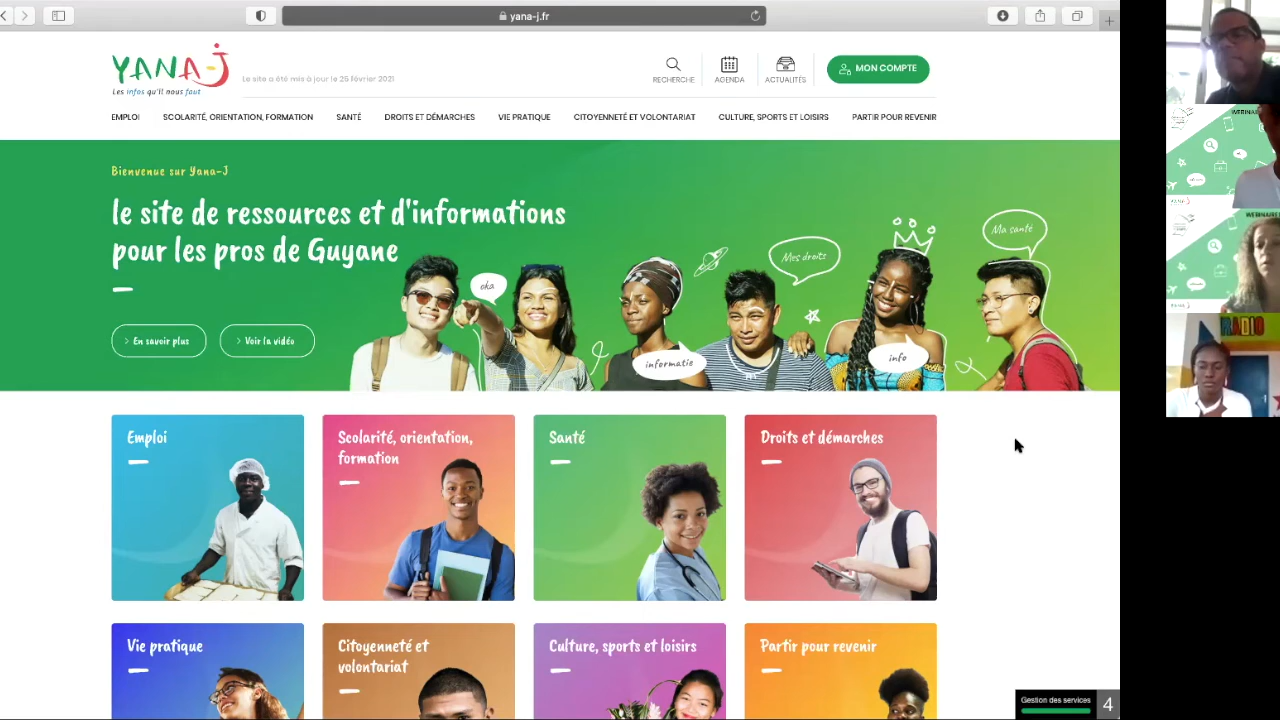 yana-j.fr
YANA-J
Les infos qu'il nous faut
Le site a été mis à jour le 25 février 2021
RECHERCHE
AGENDA
ACTUALITÉS
MON COMPTE
EMPLOI
SCOLARITÉ, ORIENTATION, FORMATION
SANTÉ
DROITS ET DÉMARCHES
VIE PRATIQUE
CITOYENNETÉ ET VOLONTARIAT
CULTURE, SPORTS ET LOISIRS
PARTIR POUR REVENIR
Bienvenue sur Yana-J
le site de ressources et d'informations
pour les pros de Guyane
> En savoir plus
> Voir la vidéo
oka
informatie
Mes droits
info
Ma santé
Emploi
Scolarité, orientation,
formation
Santé
Droits et démarches
Vie pratique
Citoyenneté et
volontariat
Culture, sports et loisirs
Partir pour revenir
Gestion des services
4
RADIO